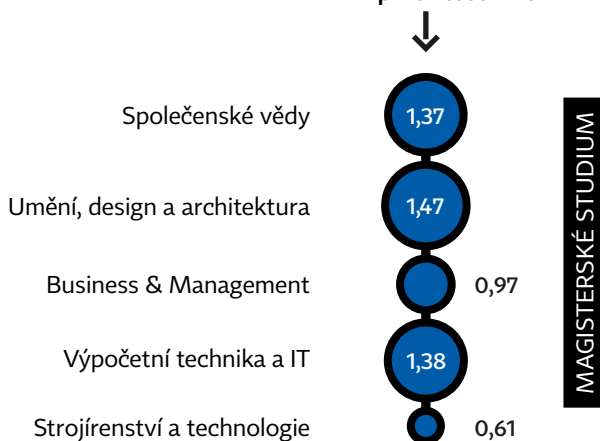 Společenské vědy
1,37
Umění, design a architektura
1,47
Business & Management
0,97
Výpočetní technika a IT
1,38
Strojírenství a technologie
0,61
MAGISTERSKÉ STUDIUM